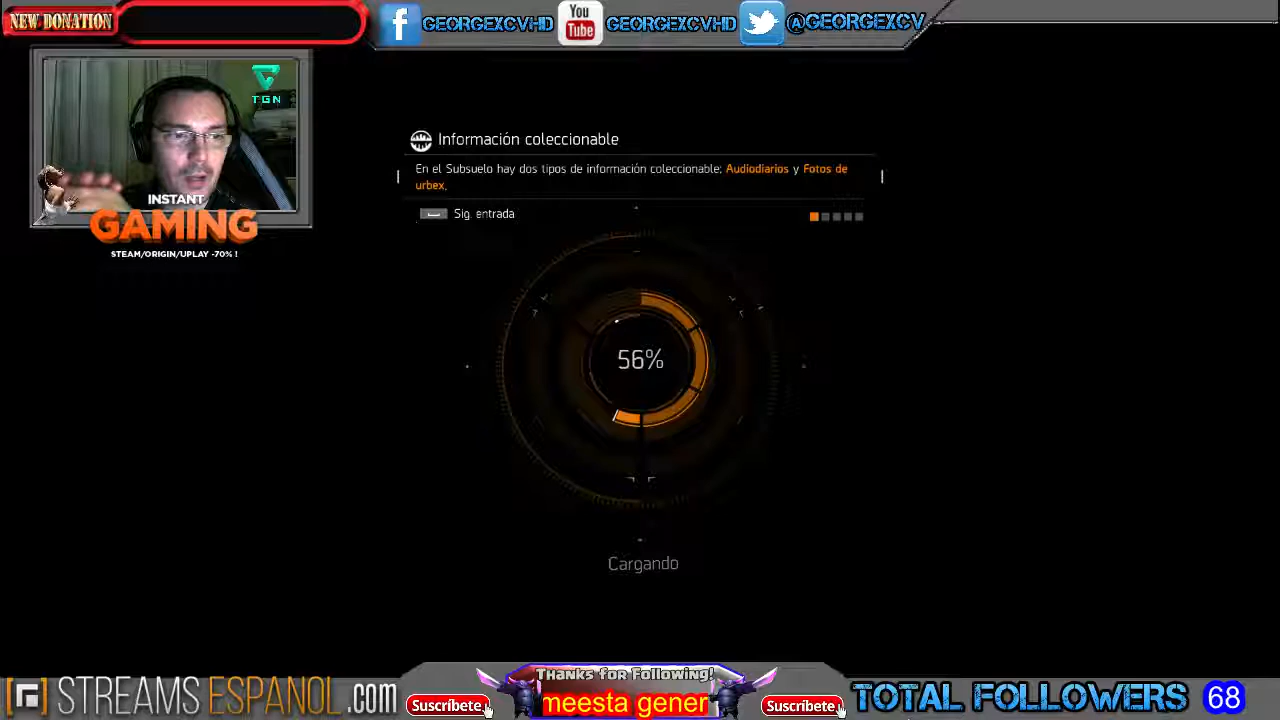 NEW DONATION
GEORGEXCVHD
You
Tube
GEORGEXCVHD
@GEORGEXCV
TGN
INSTANT
GAMING
STEAM/ORIGIN/UPLAY -70% !
Información coleccionable
En el Subsuelo hay dos tipos de información coleccionable: Audiodiarios y Fotos de
urbex.
Sig. entrada
56%
Cargando
STREAMS ESPANOL.com
Suscríbete
Thanks for Following!
meesta gener
Suscríbete
TOTAL FOLLOWERS 68